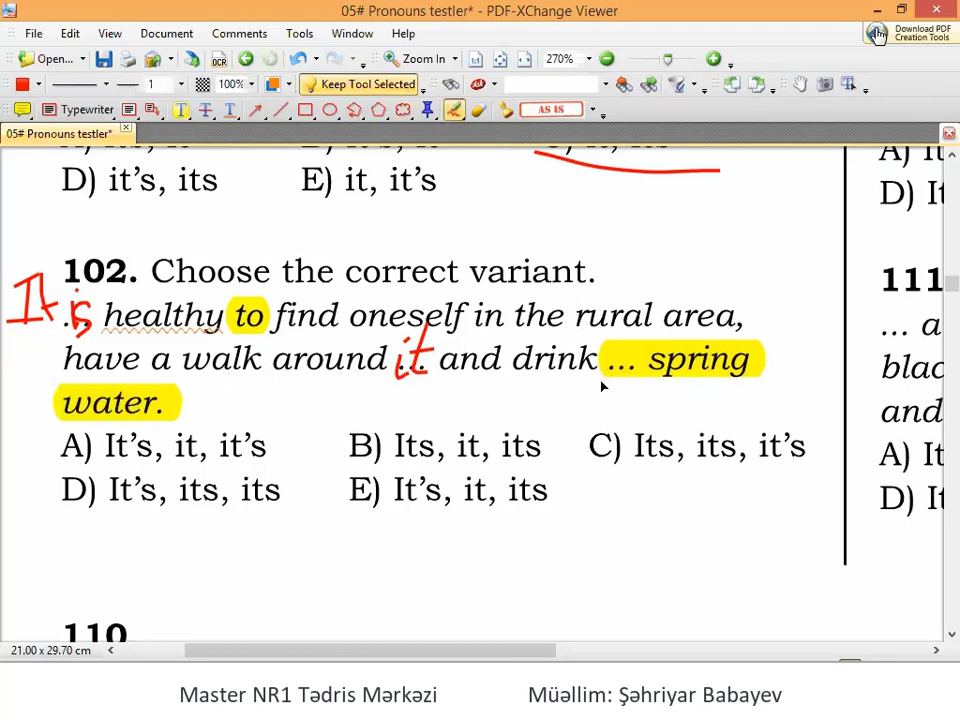 05# Pronouns testler* - PDF-XChange Viewer
File Edit View Document Comments Tools Window Help
Download PDF
Creation Tools
Open... OCR Zoom In 270%
1 100% Keep Tool Selected
Typewriter AS IS
05# Pronouns testler*
D) it's, its E) it, it's
102. Choose the correct variant.
It is
... healthy to find oneself in the rural area,
have a walk around ... and drink ... spring
it
water.
A) It's, it, it's B) Its, it, its C) Its, its, it's
D) It's, its, its E) It's, it, its
110
A) It
D) It
111
... a
blac
and
A) It
D) It
21.00 x 29.70 cm
Master NR1 Tədris Mərkəzi Müəllim: Şəhriyar Babayev